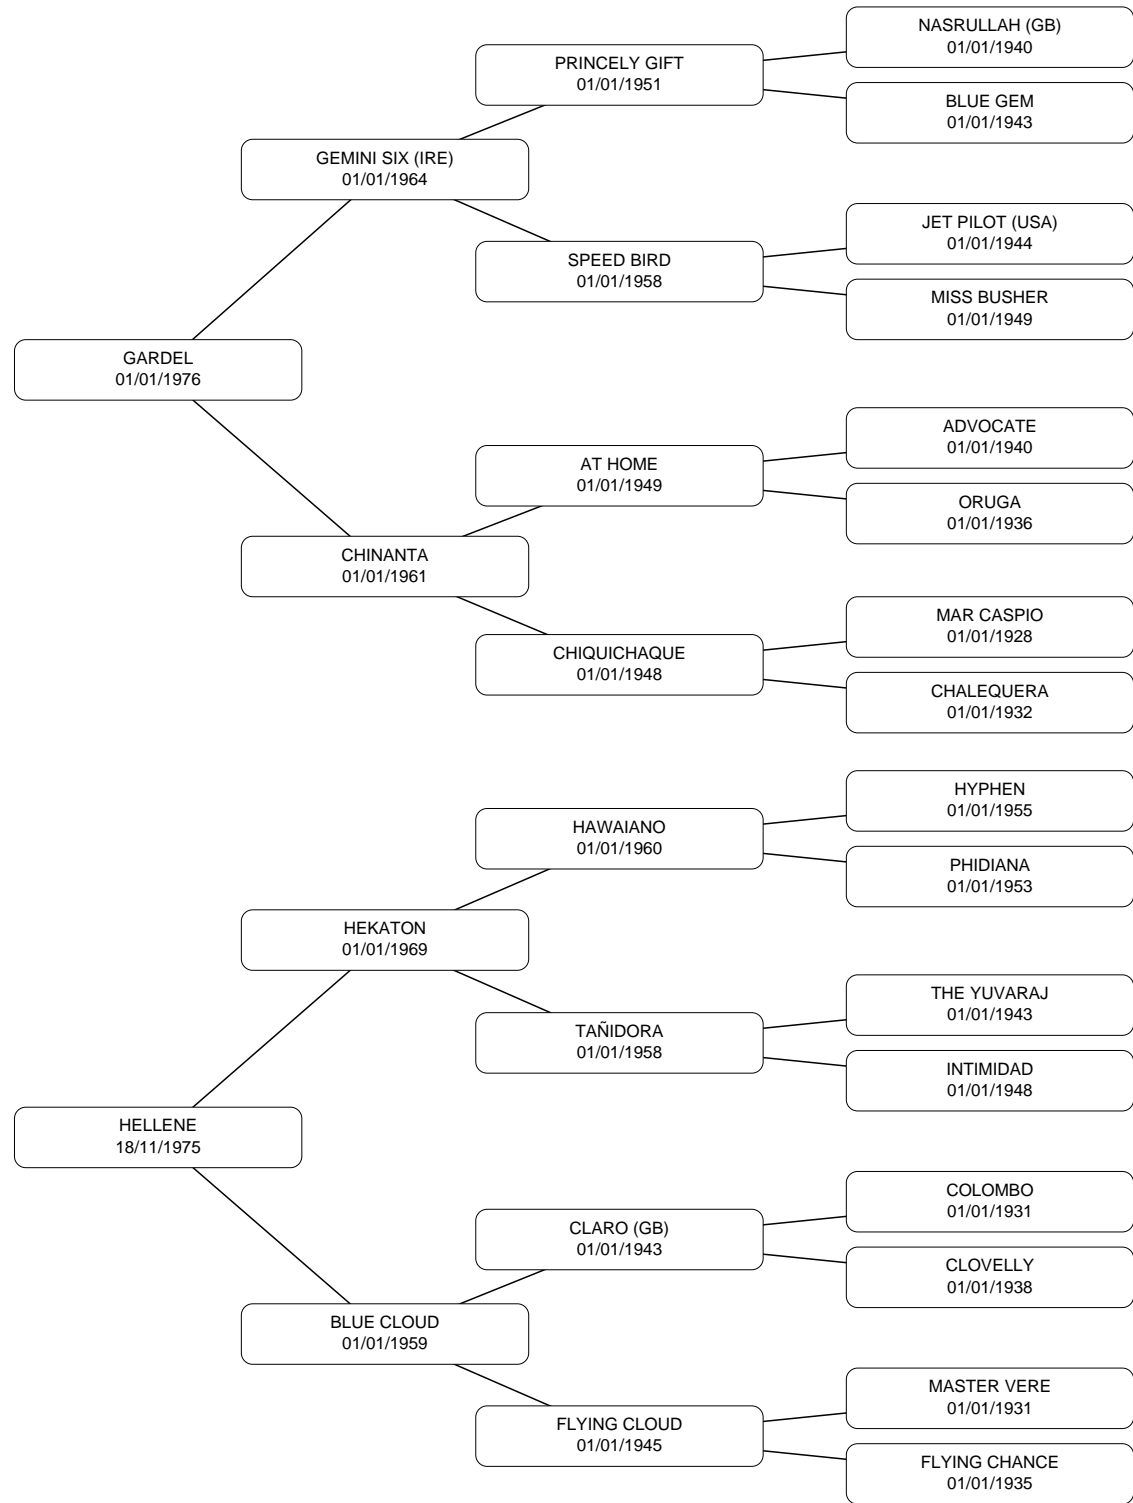 NASRULLAH (GB)
01/01/1940
PRINCELY GIFT
01/01/1951
BLUE GEM
01/01/1943
GEMINI SIX (IRE)
01/01/1964
JET PILOT (USA)
01/01/1944
SPEED BIRD
01/01/1958
MISS BUSHER
01/01/1949
GARDEL
01/01/1976
ADVOCATE
01/01/1940
AT HOME
01/01/1949
ORUGA
01/01/1936
CHINANTA
01/01/1961
MAR CASPIO
01/01/1928
CHIQUICHAQUE
01/01/1948
CHALEQUERA
01/01/1932
HYPHEN
01/01/1955
HAWAIANO
01/01/1960
PHIDIANA
01/01/1953
HEKATON
01/01/1969
THE YUVARAJ
01/01/1943
TAÑIDORA
01/01/1958
INTIMIDAD
01/01/1948
HELLENE
18/11/1975
COLOMBO
01/01/1931
CLARO (GB)
01/01/1943
CLOVELLY
01/01/1938
BLUE CLOUD
01/01/1959
MASTER VERE
01/01/1931
FLYING CLOUD
01/01/1945
FLYING CHANCE
01/01/1935